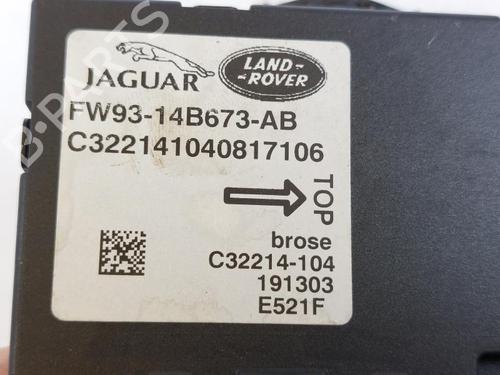 JAGUAR
LAND-
-ROVER
FW93-14B673-AB
C322141040817106
TOP
brose
C32214-104
191303
E521F
B-PARTS